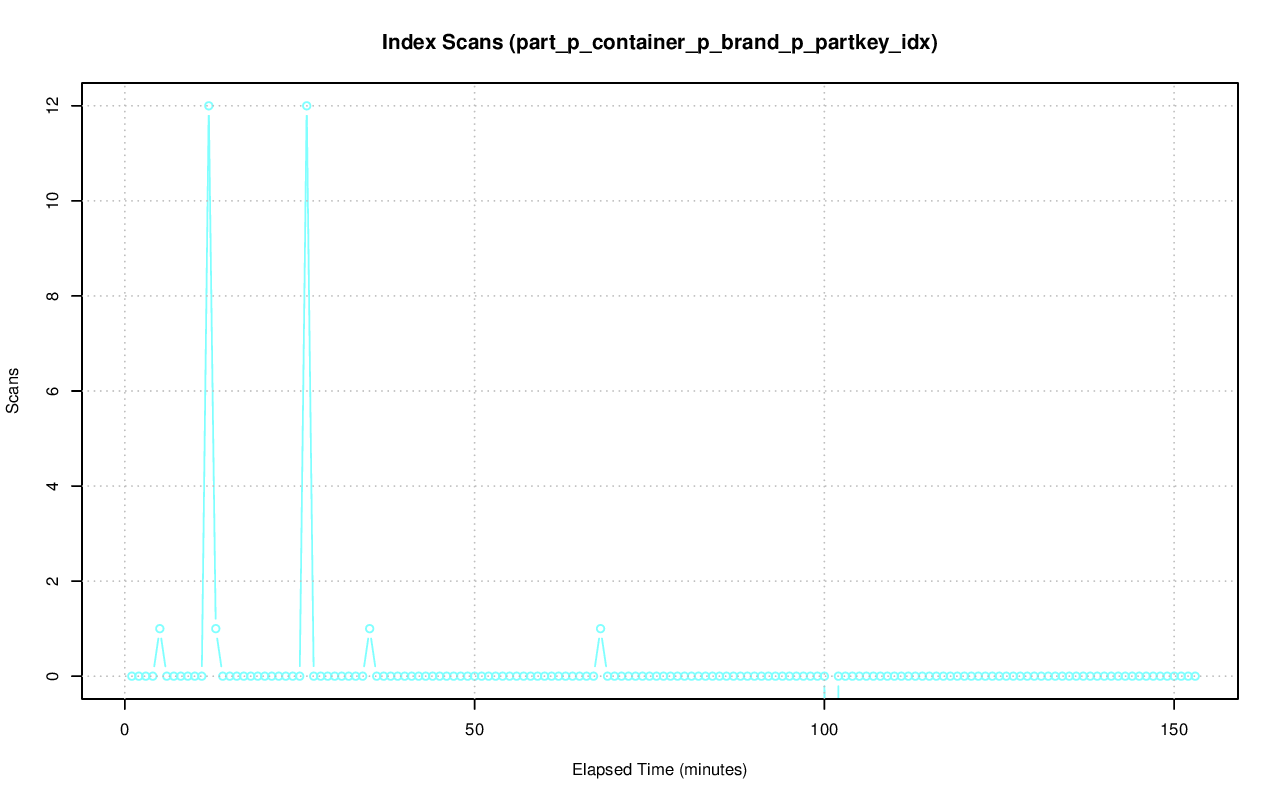 Index Scans (part_p_container_p_brand_p_partkey_idx)
12
10
8
6
4
2
0
Scans
0 50 100 150
Elapsed Time (minutes)